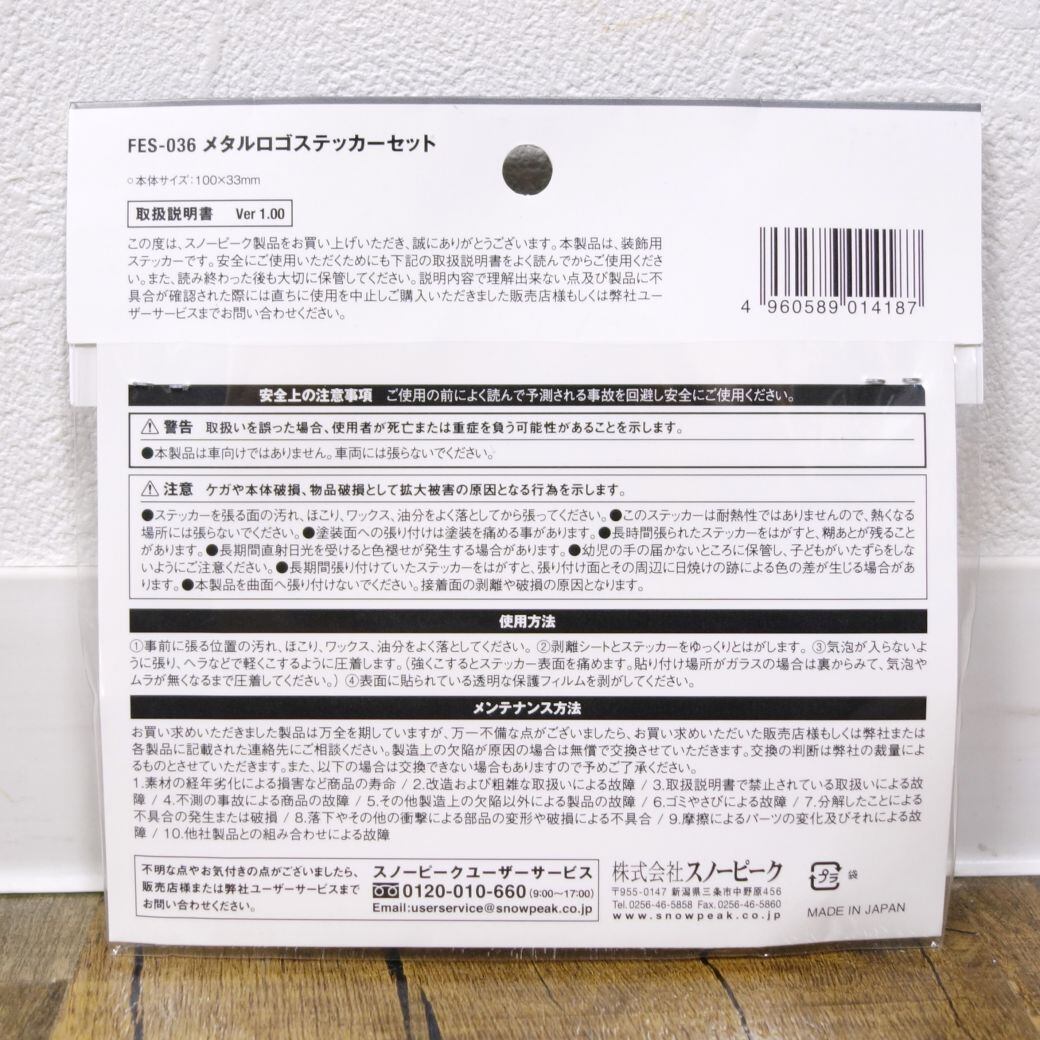 FES-036 メタルロゴステッカーセット
○本体サイズ：100×33mm
取扱説明書 Ver 1.00
この度は、スノーピーク製品をお買い上げいただき、誠にありがとうございます。本製品は、装飾用
ステッカーです。安全にご使用いただくためにも下記の取扱説明書をよく読んでからご使用くださ
い。また、読み終わった後も大切に保管してください。説明内容で理解出来ない点及び製品に不
具合が確認された際には直ちに使用を中止しご購入いただきました販売店様もしくは弊社ユー
ザーサービスまでお問い合わせください。
4 960589 014187
安全上の注意事項 ご使用の前によく読んで予測される事故を回避し安全にご使用ください。
⚠警告 取扱いを誤った場合、使用者が死亡または重症を負う可能性があることを示します。
●本製品は車向けではありません。車両には張らないでください。
⚠注意 ケガや本体破損、物品破損として拡大被害の原因となる行為を示します。
●ステッカーを張る面の汚れ、ほこり、ワックス、油分をよく落としてから張ってください。●このステッカーは耐熱性ではありませんので、熱くなる
場所には張らないでください。●塗装面への張り付けは塗装を痛める事があります。●長時間張られたステッカーをはがすと、糊あとが残ること
があります。●長期間直射日光を受けると色褪せが発生する場合があります。●幼児の手の届かないところに保管し、子どもがいたずらをしな
いようにご注意ください。●長期間張り付けていたステッカーをはがすと、張り付け面とその周辺に日焼けの跡による色の差が生じる場合があ
ります。●本製品を曲面へ張り付けないでください。接着面の剥離や破損の原因となります。
使用方法
①事前に張る位置の汚れ、ほこり、ワックス、油分をよく落としてください。②剥離シートとステッカーをゆっくりとはがします。③気泡が入らないよ
うに張り、ヘラなどで軽くこするように圧着します。（強くこするとステッカー表面を痛めます。貼り付け場所がガラスの場合は裏からみて、気泡や
ムラが無くなるまで圧着してください。）④表面に貼られている透明な保護フィルムを剥がしてください。
メンテナンス方法
お買い求めいただきました製品は万全を期していますが、万一不備な点がございましたら、お買い求めいただいた販売店様もしくは弊社または
各製品に記載された連絡先にご相談ください。製造上の欠陥が原因の場合は無償で交換させていただきます。交換の判断は弊社の裁量によ
るものとさせていただきます。また、以下の場合は交換できない場合もありますので予めご了承ください。
1.素材の経年劣化による損害など商品の寿命 / 2.改造および粗雑な取扱いによる故障 / 3.取扱説明書で禁止されている取扱いによる故
障 / 4.不測の事故による商品の故障 / 5.その他製造上の欠陥以外による製品の故障 / 6.ゴミやさびによる故障 / 7.分解したことによる
不具合の発生または破損 / 8.落下やその他の衝撃による部品の変形や破損による不具合 / 9.摩擦によるパーツの変化及びそれによる故
障 / 10.他社製品との組み合わせによる故障
不明な点やお気付きの点がございましたら、
販売店様または弊社ユーザーサービスまで
お問い合わせください。
スノーピークユーザーサービス
0120-010-660 (9:00〜17:00)
Email:userservice@snowpeak.co.jp
株式会社スノーピーク
〒955-0147 新潟県三条市中野原456
Tel.0256-46-5858 Fax.0256-46-5860
www.snowpeak.co.jp
プラ 袋
MADE IN JAPAN